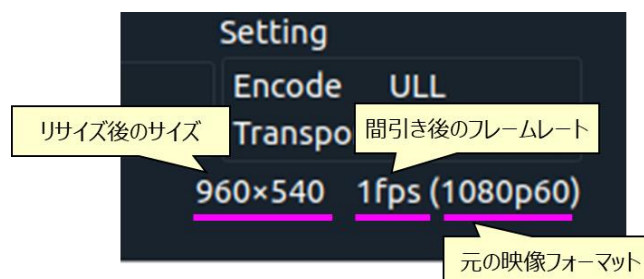 Setting
Encode ULL
リサイズ後のサイズ
Transpo
間引き後のフレームレート
960×540 1fps (1080p60)
元の映像フォーマット